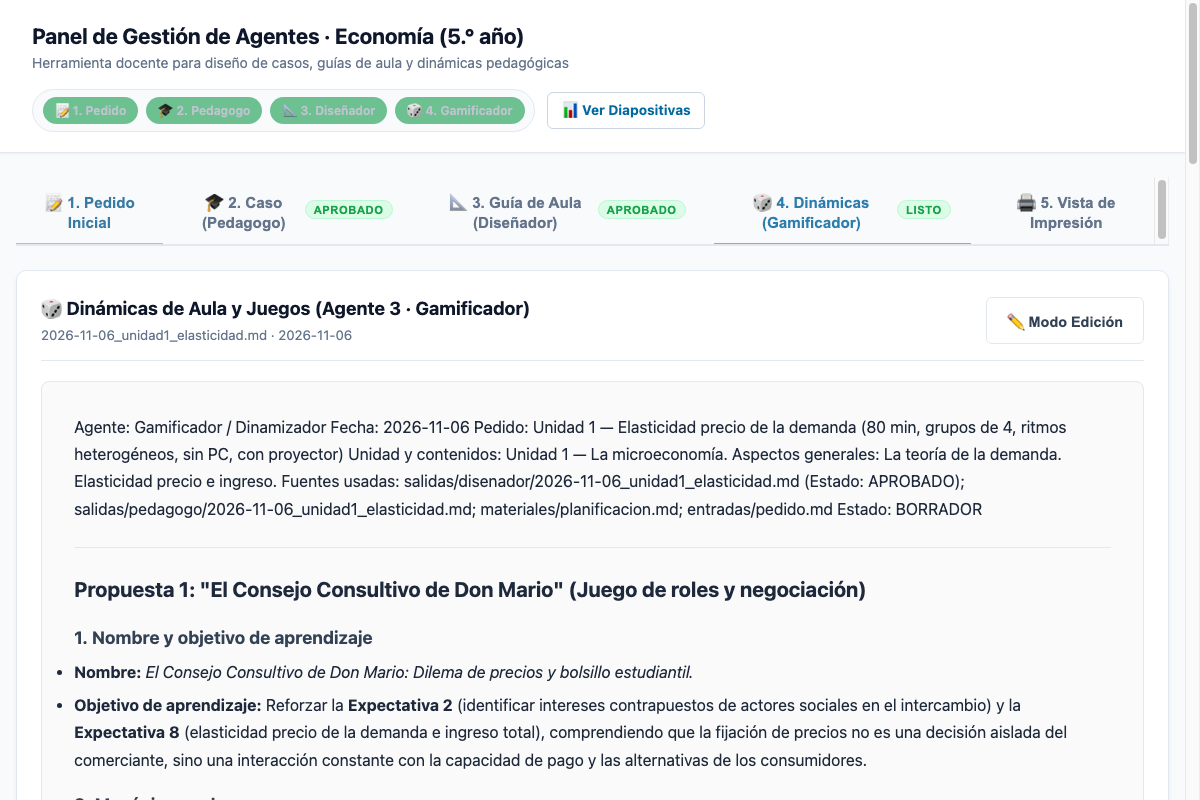 Panel de Gestión de Agentes · Economía (5.º año)
Herramienta docente para diseño de casos, guías de aula y dinámicas pedagógicas
1. Pedido
2. Pedagogo
3. Diseñador
4. Gamificador
Ver Diapositivas
1. Pedido
Inicial
2. Caso
(Pedagogo)
APROBADO
3. Guía de Aula
(Diseñador)
APROBADO
4. Dinámicas
(Gamificador)
LISTO
5. Vista de
Impresión
Dinámicas de Aula y Juegos (Agente 3 · Gamificador)
2026-11-06_unidad1_elasticidad.md · 2026-11-06
Modo Edición
Agente: Gamificador / Dinamizador Fecha: 2026-11-06 Pedido: Unidad 1 — Elasticidad precio de la demanda (80 min, grupos de 4, ritmos
heterogéneos, sin PC, con proyector) Unidad y contenidos: Unidad 1 — La microeconomía. Aspectos generales: La teoría de la demanda.
Elasticidad precio e ingreso. Fuentes usadas: salidas/disenador/2026-11-06_unidad1_elasticidad.md (Estado: APROBADO);
salidas/pedagogo/2026-11-06_unidad1_elasticidad.md; materiales/planificacion.md; entradas/pedido.md Estado: BORRADOR
Propuesta 1: "El Consejo Consultivo de Don Mario" (Juego de roles y negociación)
1. Nombre y objetivo de aprendizaje
• Nombre: El Consejo Consultivo de Don Mario: Dilema de precios y bolsillo estudiantil.
• Objetivo de aprendizaje: Reforzar la Expectativa 2 (identificar intereses contrapuestos de actores sociales en el intercambio) y la
Expectativa 8 (elasticidad precio de la demanda e ingreso total), comprendiendo que la fijación de precios no es una decisión aislada del
comerciante, sino una interacción constante con la capacidad de pago y las alternativas de los consumidores.